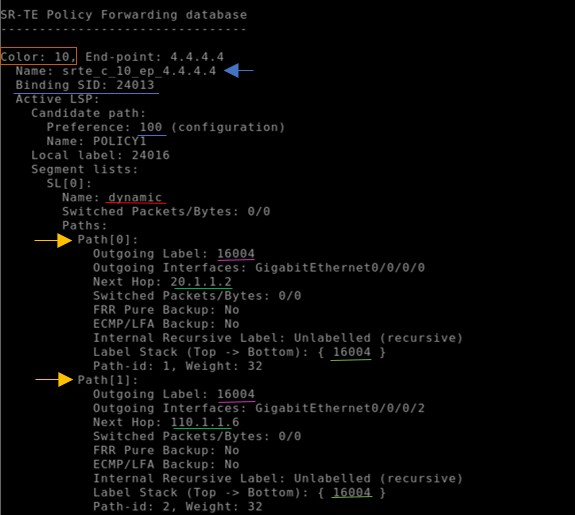 SR-TE Policy Forwarding database
--------------------------------
Color: 10, End-point: 4.4.4.4
Name: srte_c_10_ep_4.4.4.4
Binding SID: 24013
Active LSP:
Candidate path:
Preference: 100 (configuration)
Name: POLICY1
Local label: 24016
Segment lists:
SL[0]:
Name: dynamic
Switched Packets/Bytes: 0/0
Paths:
Path[0]:
Outgoing Label: 16004
Outgoing Interfaces: GigabitEthernet0/0/0/0
Next Hop: 20.1.1.2
Switched Packets/Bytes: 0/0
FRR Pure Backup: No
ECMP/LFA Backup: No
Internal Recursive Label: Unlabelled (recursive)
Label Stack (Top -> Bottom): { 16004 }
Path-id: 1, Weight: 32
Path[1]:
Outgoing Label: 16004
Outgoing Interfaces: GigabitEthernet0/0/0/2
Next Hop: 110.1.1.6
Switched Packets/Bytes: 0/0
FRR Pure Backup: No
ECMP/LFA Backup: No
Internal Recursive Label: Unlabelled (recursive)
Label Stack (Top -> Bottom): { 16004 }
Path-id: 2, Weight: 32